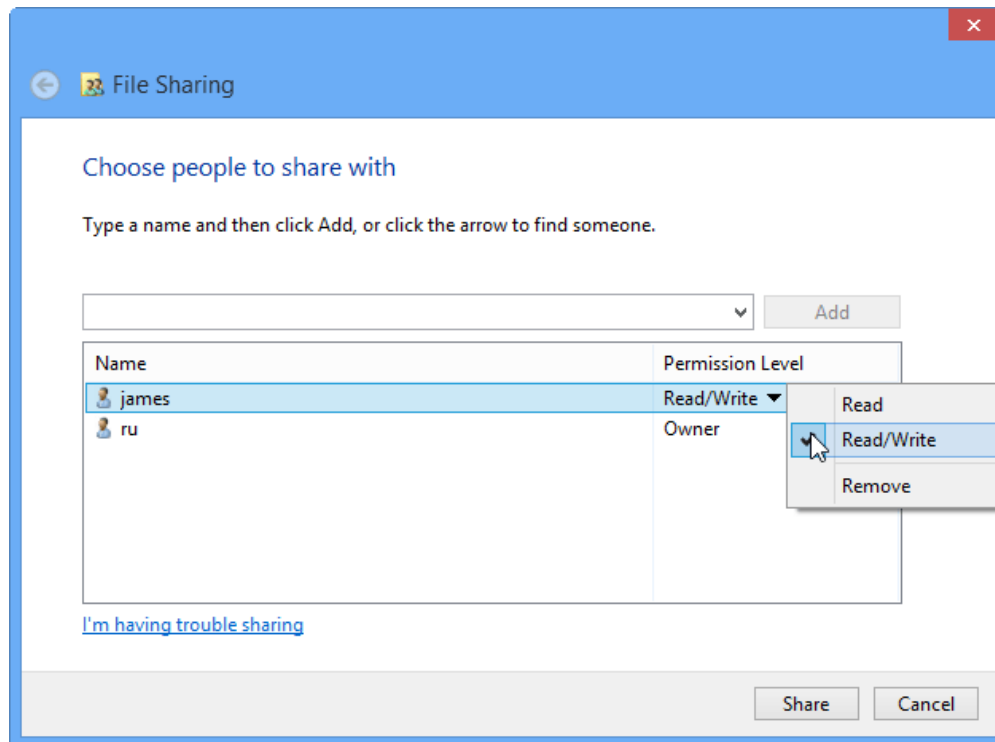 File Sharing
Choose people to share with
Type a name and then click Add, or click the arrow to find someone.
Add
Name Permission Level
james Read/Write
ru Owner
Read
Read/Write
Remove
I'm having trouble sharing
Share Cancel